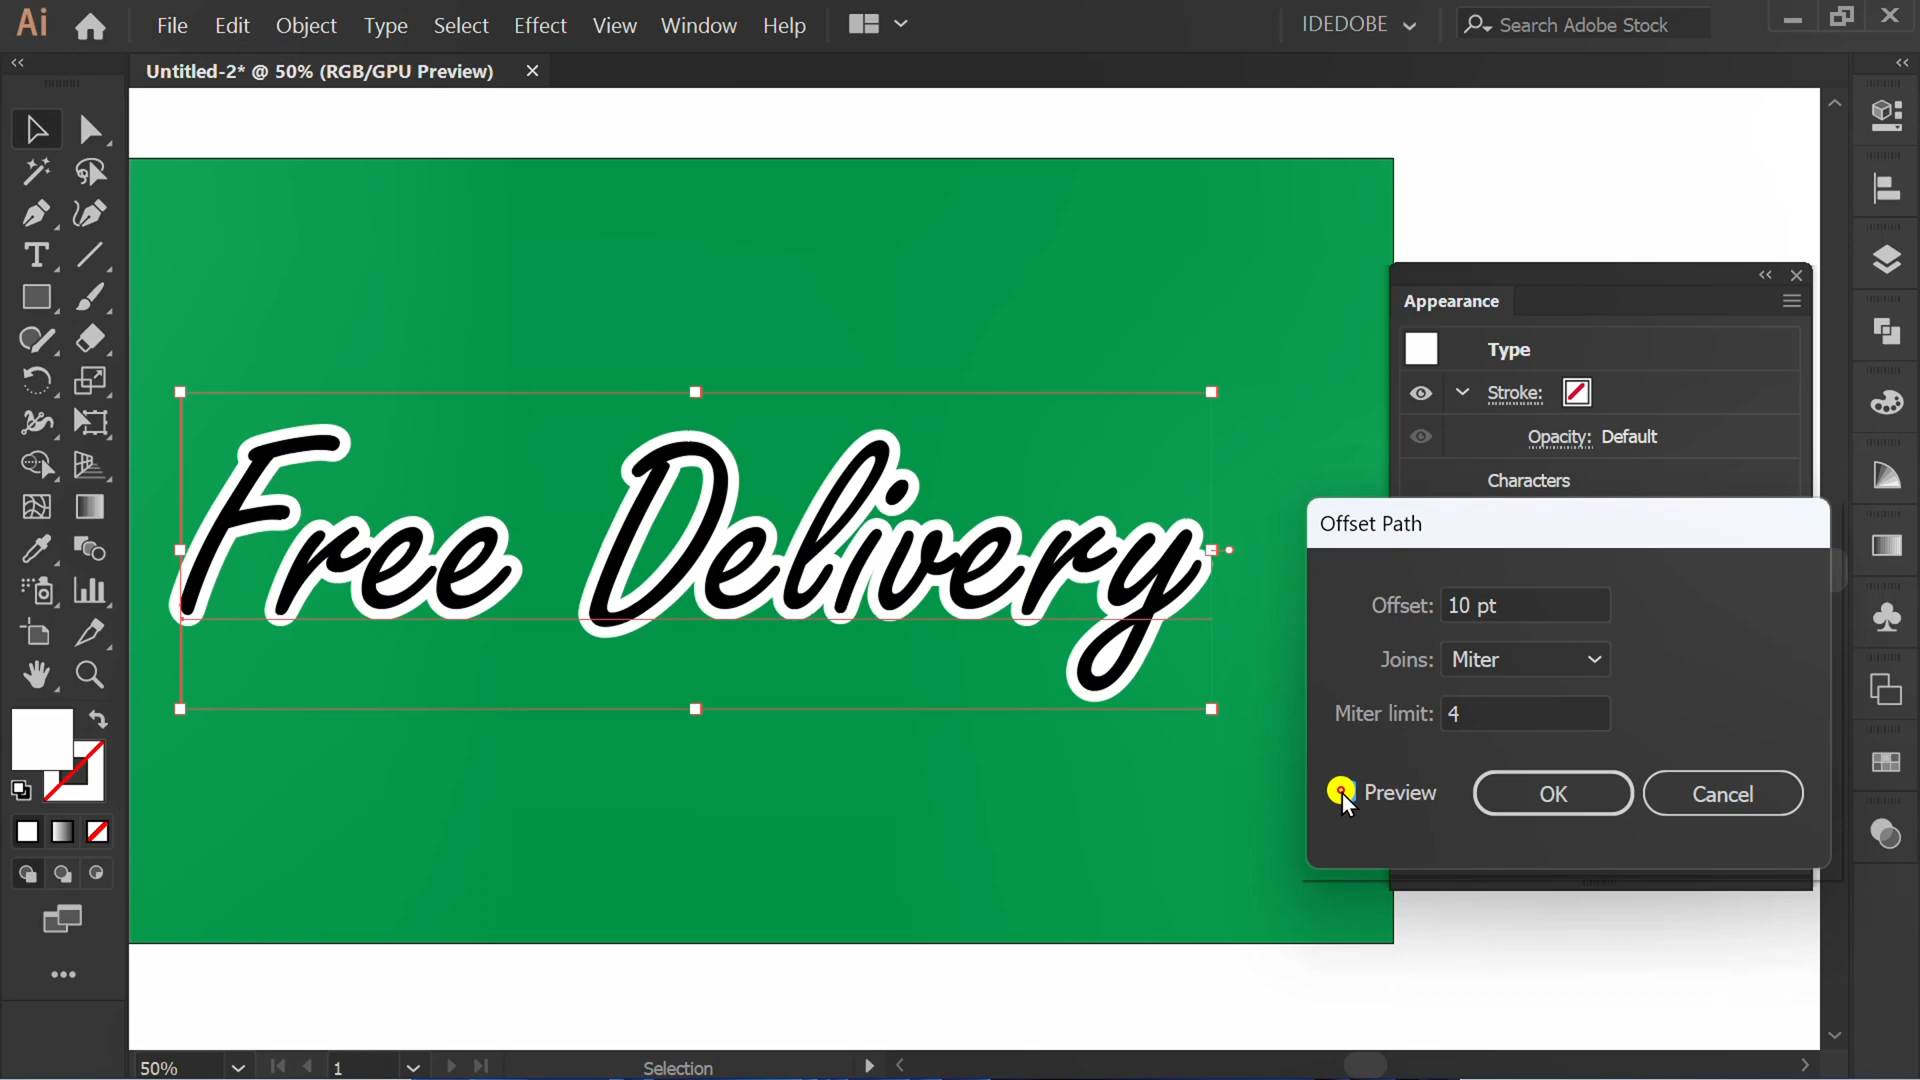 Ai File Edit Object Type Select Effect View Window Help IDEDOBE Search Adobe Stock
Untitled-2* @ 50% (RGB/GPU Preview)
Appearance
Type
Stroke:
Opacity: Default
Characters
Free Delivery
Offset Path
Offset: 10 pt
Joins: Miter
Miter limit: 4
Preview OK Cancel
50% 1 Selection